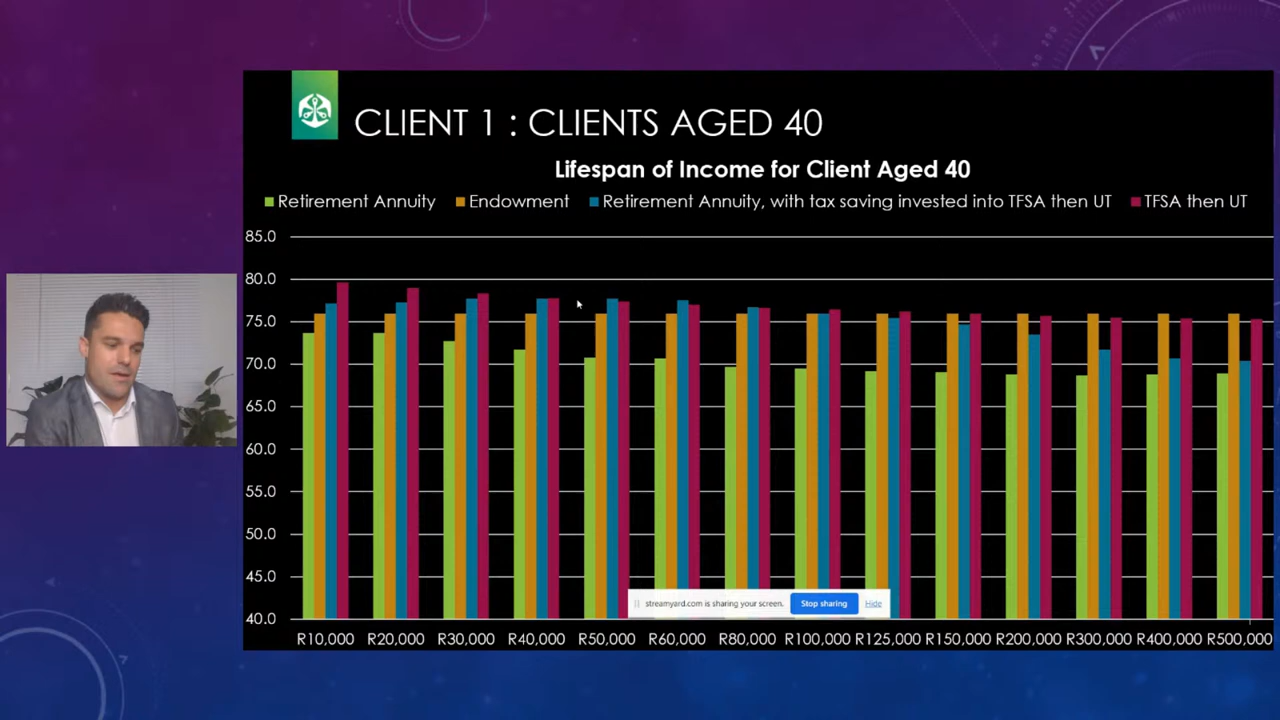 CLIENT 1 : CLIENTS AGED 40
Lifespan of Income for Client Aged 40
Retirement Annuity Endowment Retirement Annuity, with tax saving invested into TFSA then UT TFSA then UT
85.0
80.0
75.0
70.0
65.0
60.0
55.0
50.0
45.0
40.0
streamyard.com is sharing your screen. Stop sharing Hide
R10,000 R20,000 R30,000 R40,000 R50,000 R60,000 R80,000 R100,000 R125,000 R150,000 R200,000 R300,000 R400,000 R500,000